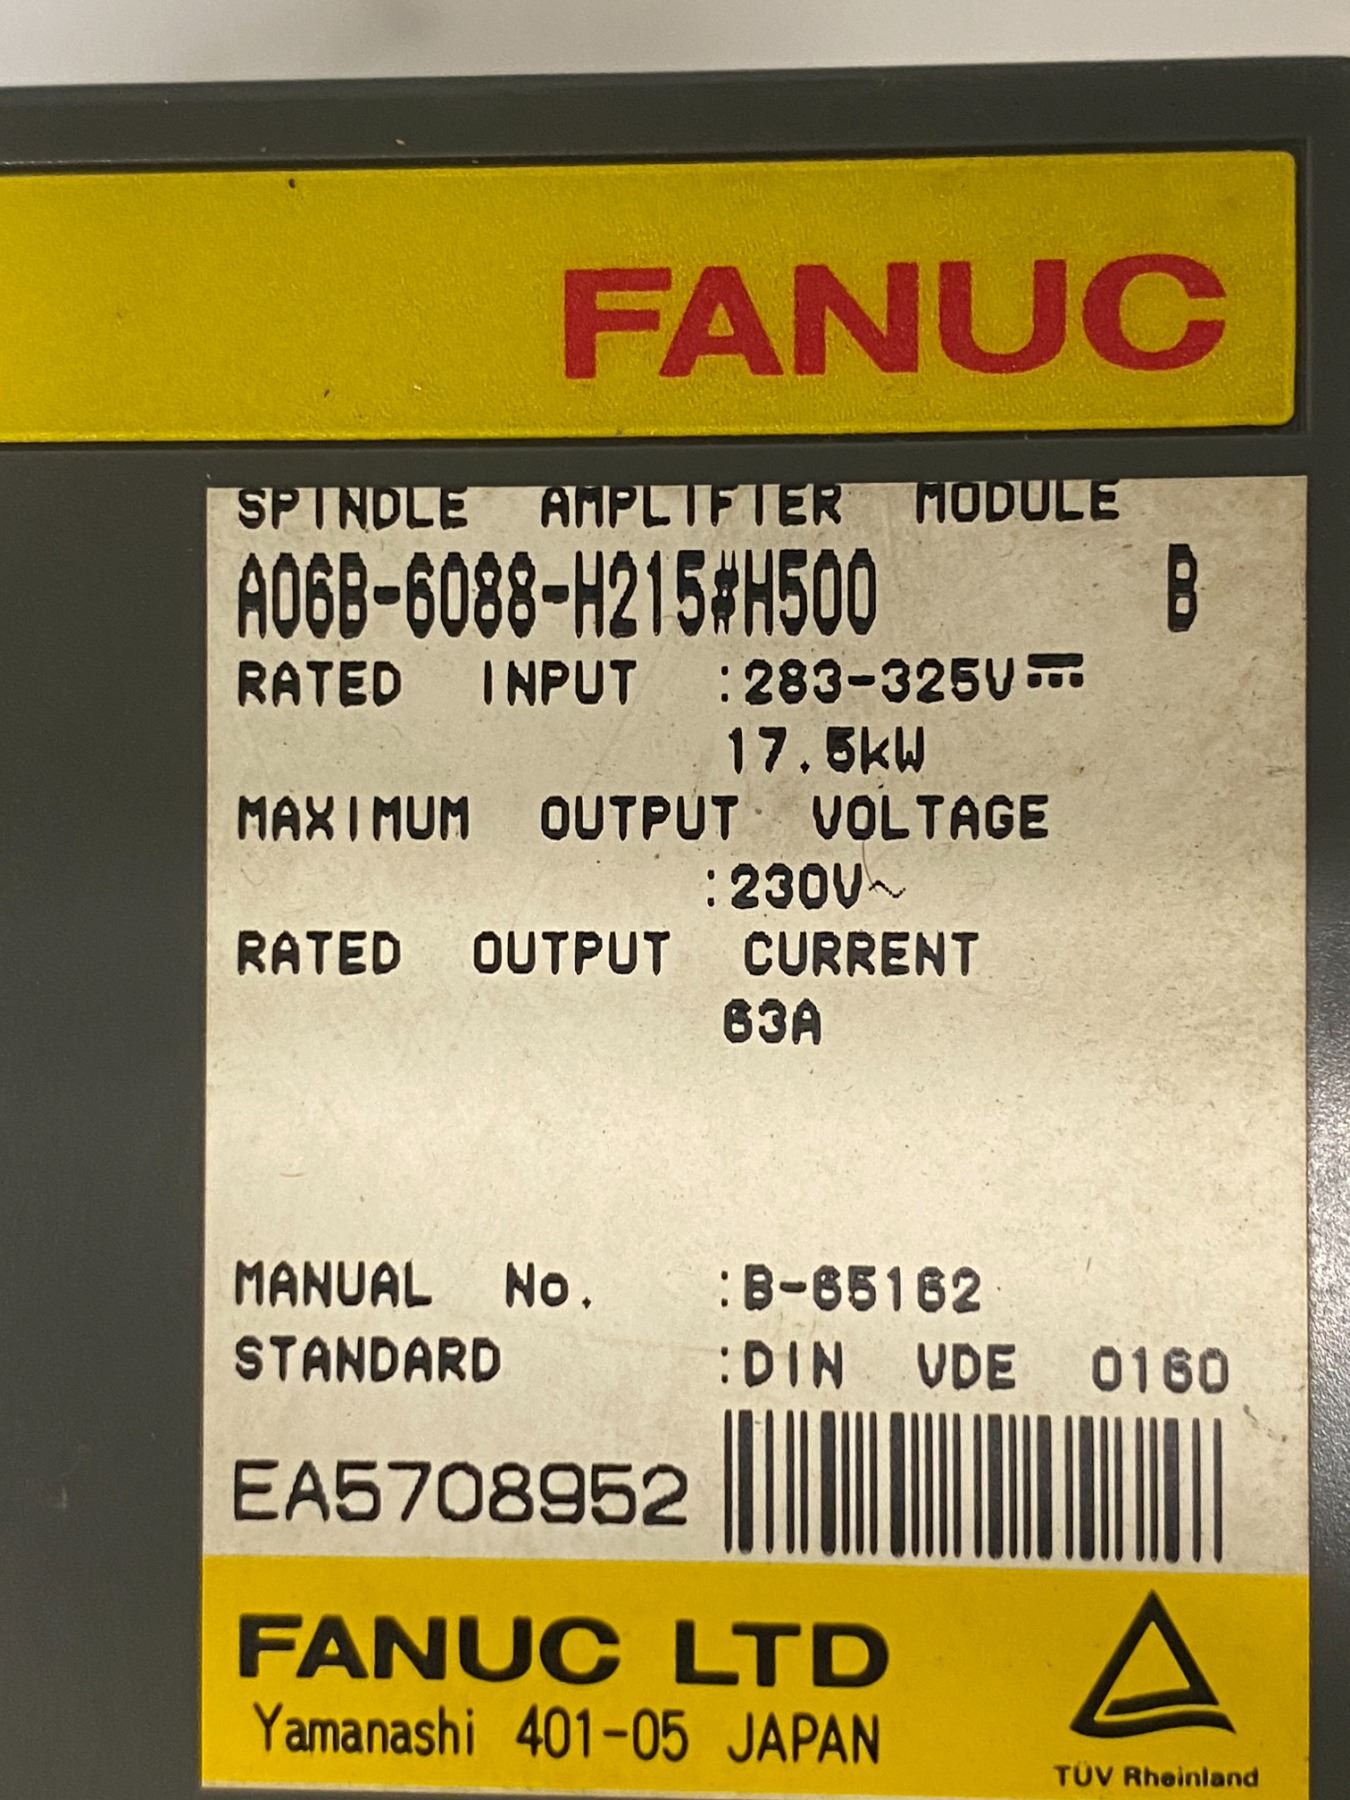 FANUC
SPINDLE AMPLIFIER MODULE
A06B-6088-H215#H500 B
RATED INPUT :283-325V⎓
17.5kW
MAXIMUM OUTPUT VOLTAGE
:230V~
RATED OUTPUT CURRENT
63A
MANUAL No. :B-65162
STANDARD :DIN VDE 0160
EA5708952
FANUC LTD
Yamanashi 401-05 JAPAN
TÜV Rheinland